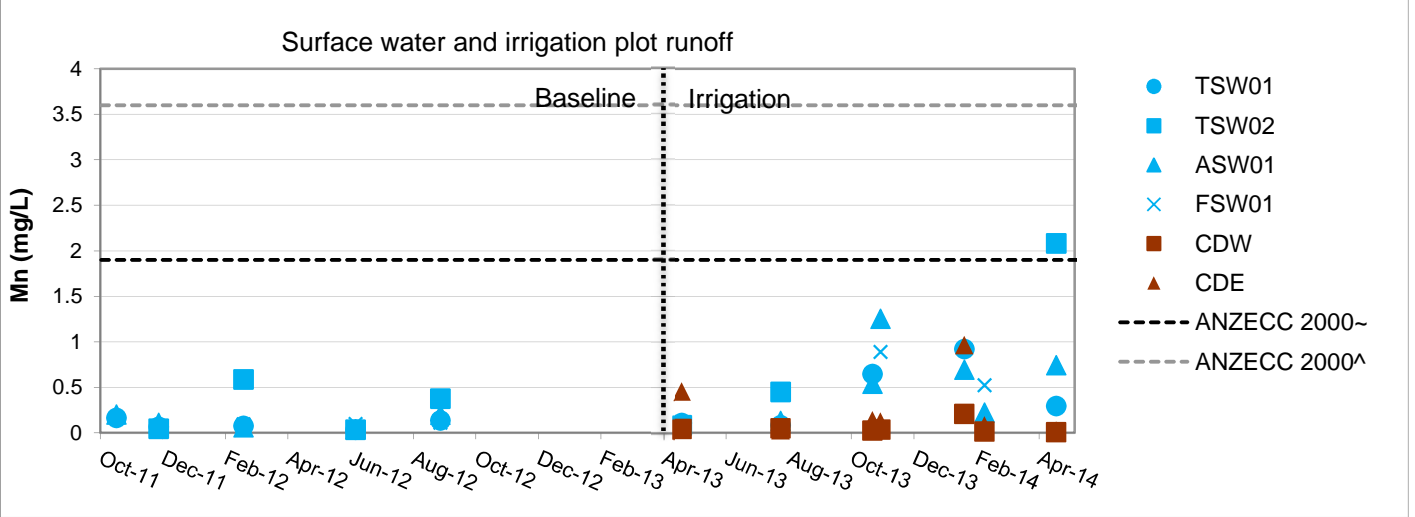 Surface water and irrigation plot runoff
4
3.5
3
2.5
2
1.5
1
0.5
0
Mn (mg/L)
Baseline
Irrigation
Oct-11
Dec-11
Feb-12
Apr-12
Jun-12
Aug-12
Oct-12
Dec-12
Feb-13
Apr-13
Jun-13
Aug-13
Oct-13
Dec-13
Feb-14
Apr-14
TSW01
TSW02
ASW01
FSW01
CDW
CDE
ANZECC 2000~
ANZECC 2000^